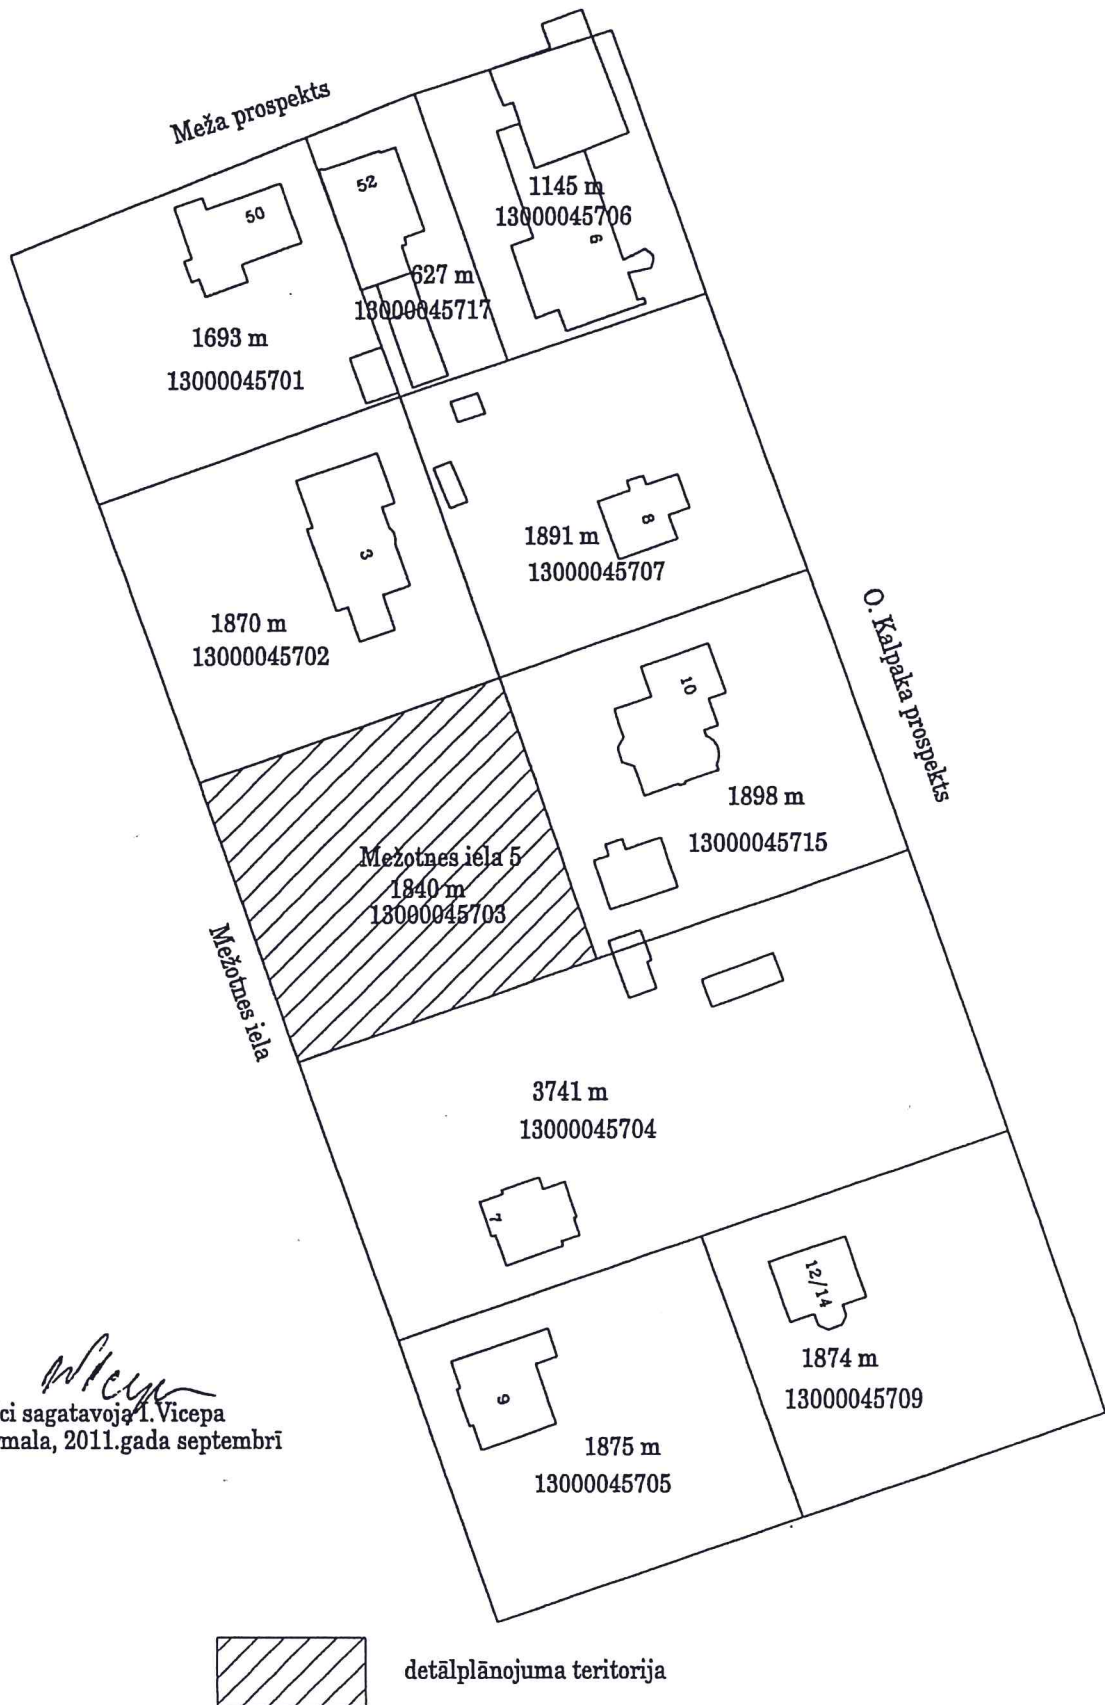 Meža prospekts
50
52
1145 m
13000045706
6
627 m
13000045717
1693 m
13000045701
3
8
1891 m
13000045707
1870 m
13000045702
O. Kalpaka prospekts
10
1898 m
13000045715
Mežotnes iela 5
1840 m
13000045703
Mežotnes iela
3741 m
13000045704
7
12/14
1874 m
13000045709
9
1875 m
13000045705
ci sagatavoja I.Vicepa
mala, 2011.gada septembrī
detālplānojuma teritorija